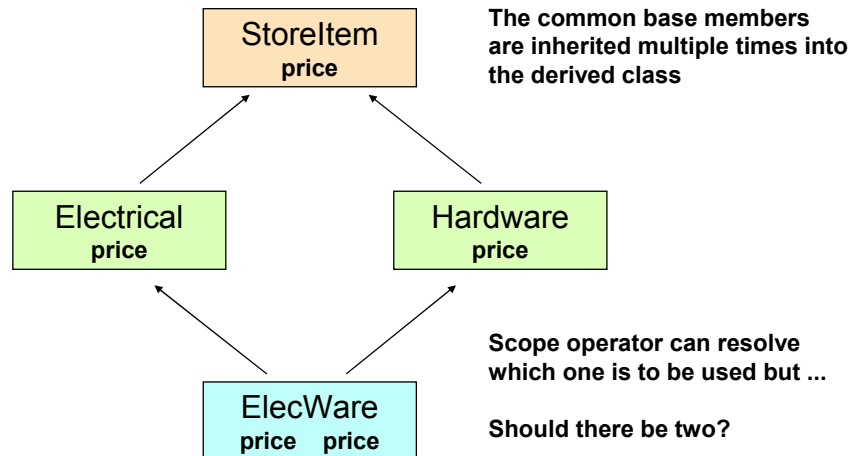 StoreItem
price
The common base members
are inherited multiple times into
the derived class
Electrical
price
Hardware
price
ElecWare
price price
Scope operator can resolve
which one is to be used but ...
Should there be two?